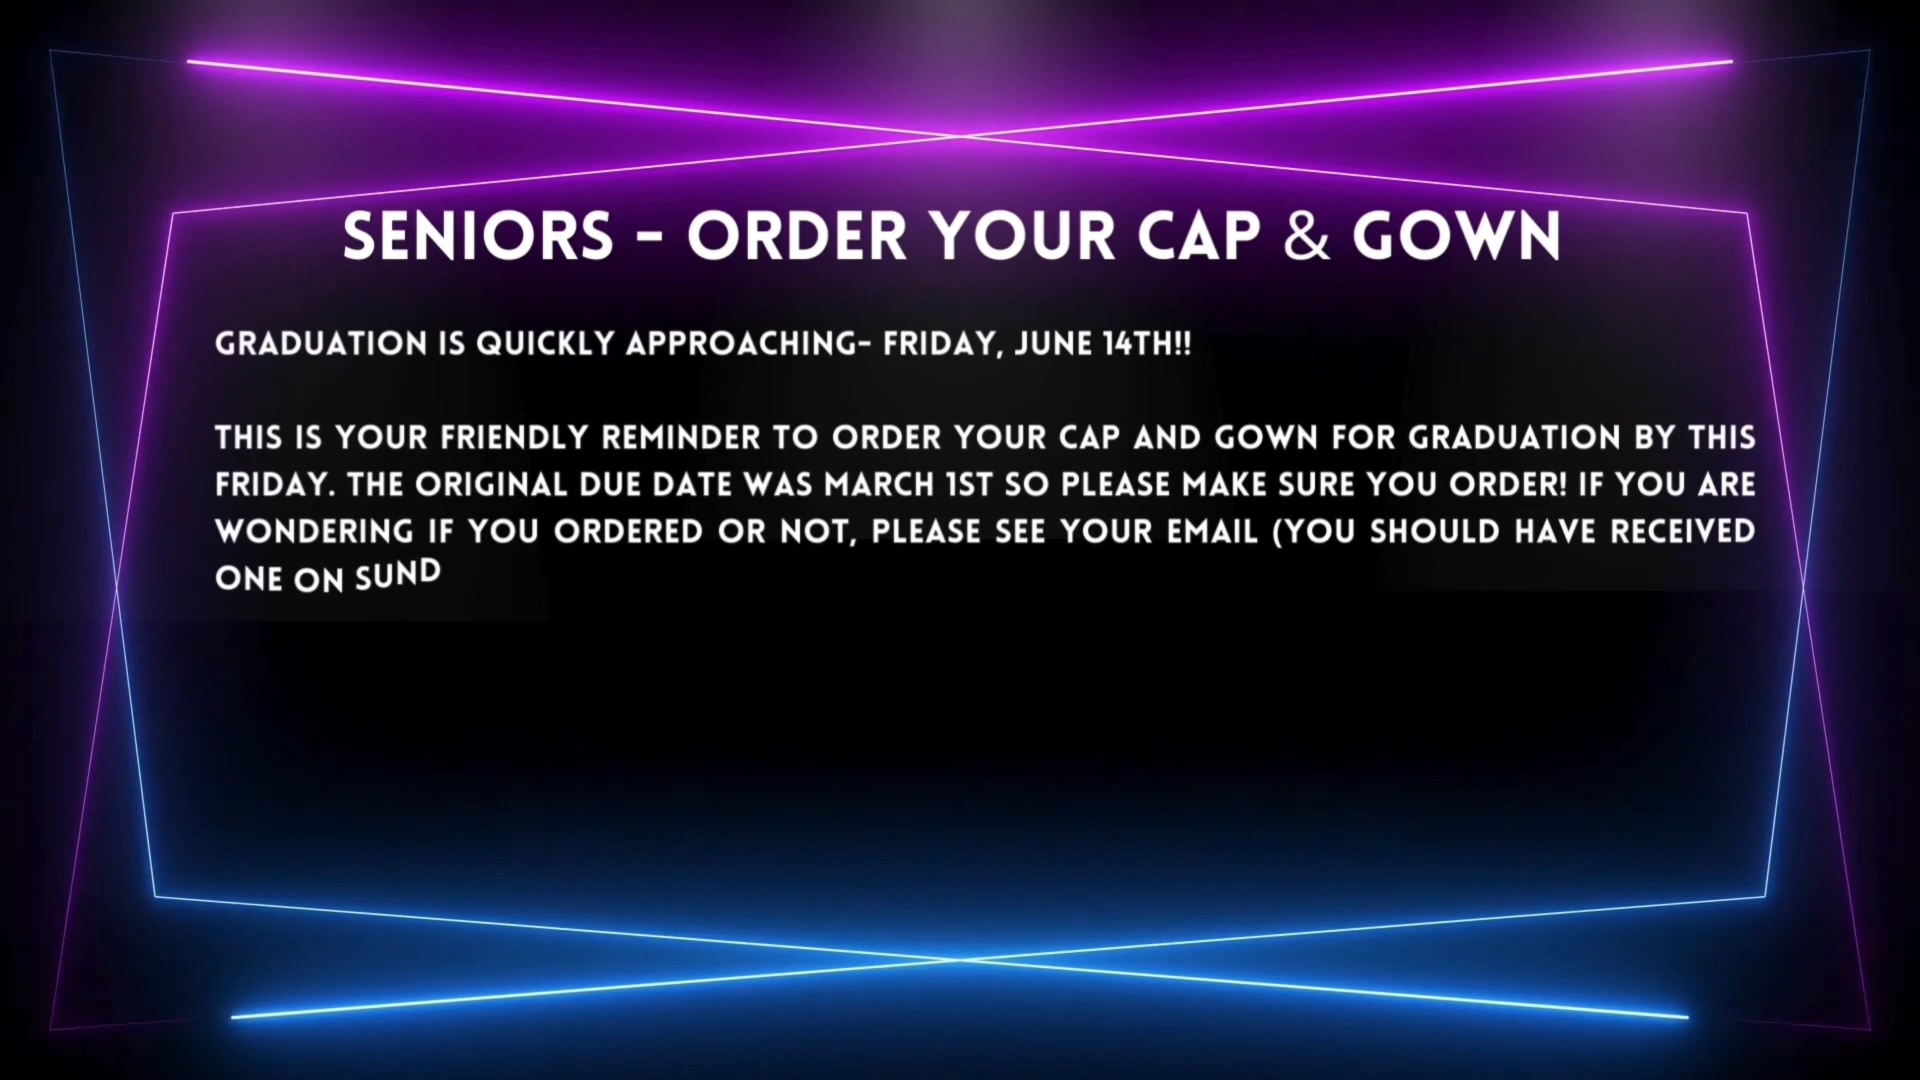 SENIORS - ORDER YOUR CAP & GOWN
GRADUATION IS QUICKLY APPROACHING- FRIDAY, JUNE 14TH!!
THIS IS YOUR FRIENDLY REMINDER TO ORDER YOUR CAP AND GOWN FOR GRADUATION BY THIS
FRIDAY. THE ORIGINAL DUE DATE WAS MARCH 1ST SO PLEASE MAKE SURE YOU ORDER! IF YOU ARE
WONDERING IF YOU ORDERED OR NOT, PLEASE SEE YOUR EMAIL (YOU SHOULD HAVE RECEIVED
ONE ON SUND